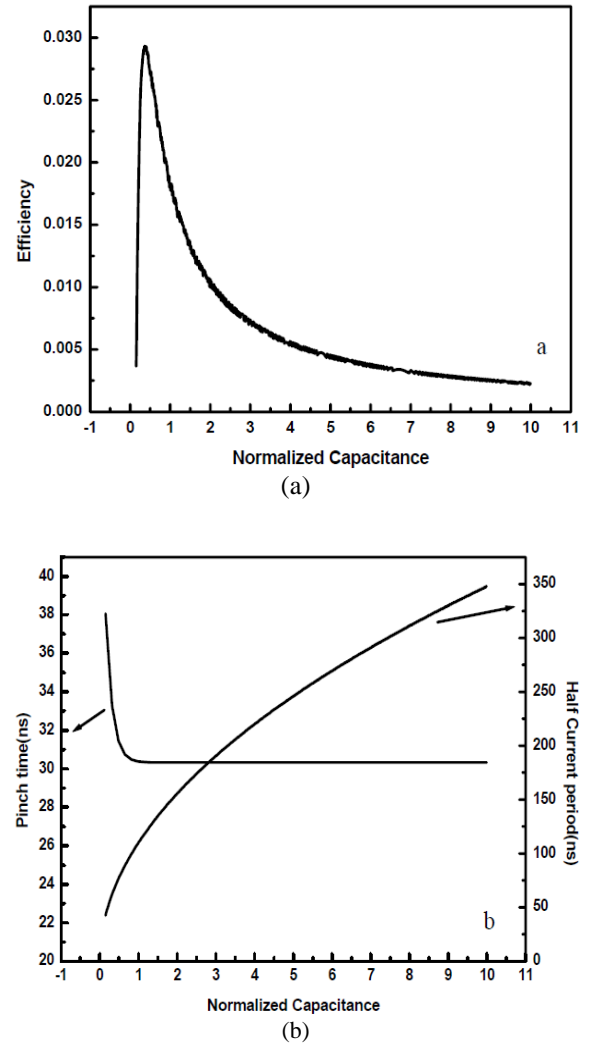 0.030
0.025
0.020
0.015
0.010
0.005
0.000
Efficiency
a
-1 0 1 2 3 4 5 6 7 8 9 10 11
Normalized Capacitance
(a)
40
38
36
34
32
30
28
26
24
22
20
Pinch time(ns)
350
300
250
200
150
100
50
0
Half Current period(ns)
b
-1 0 1 2 3 4 5 6 7 8 9 10 11
Normalized Capacitance
(b)